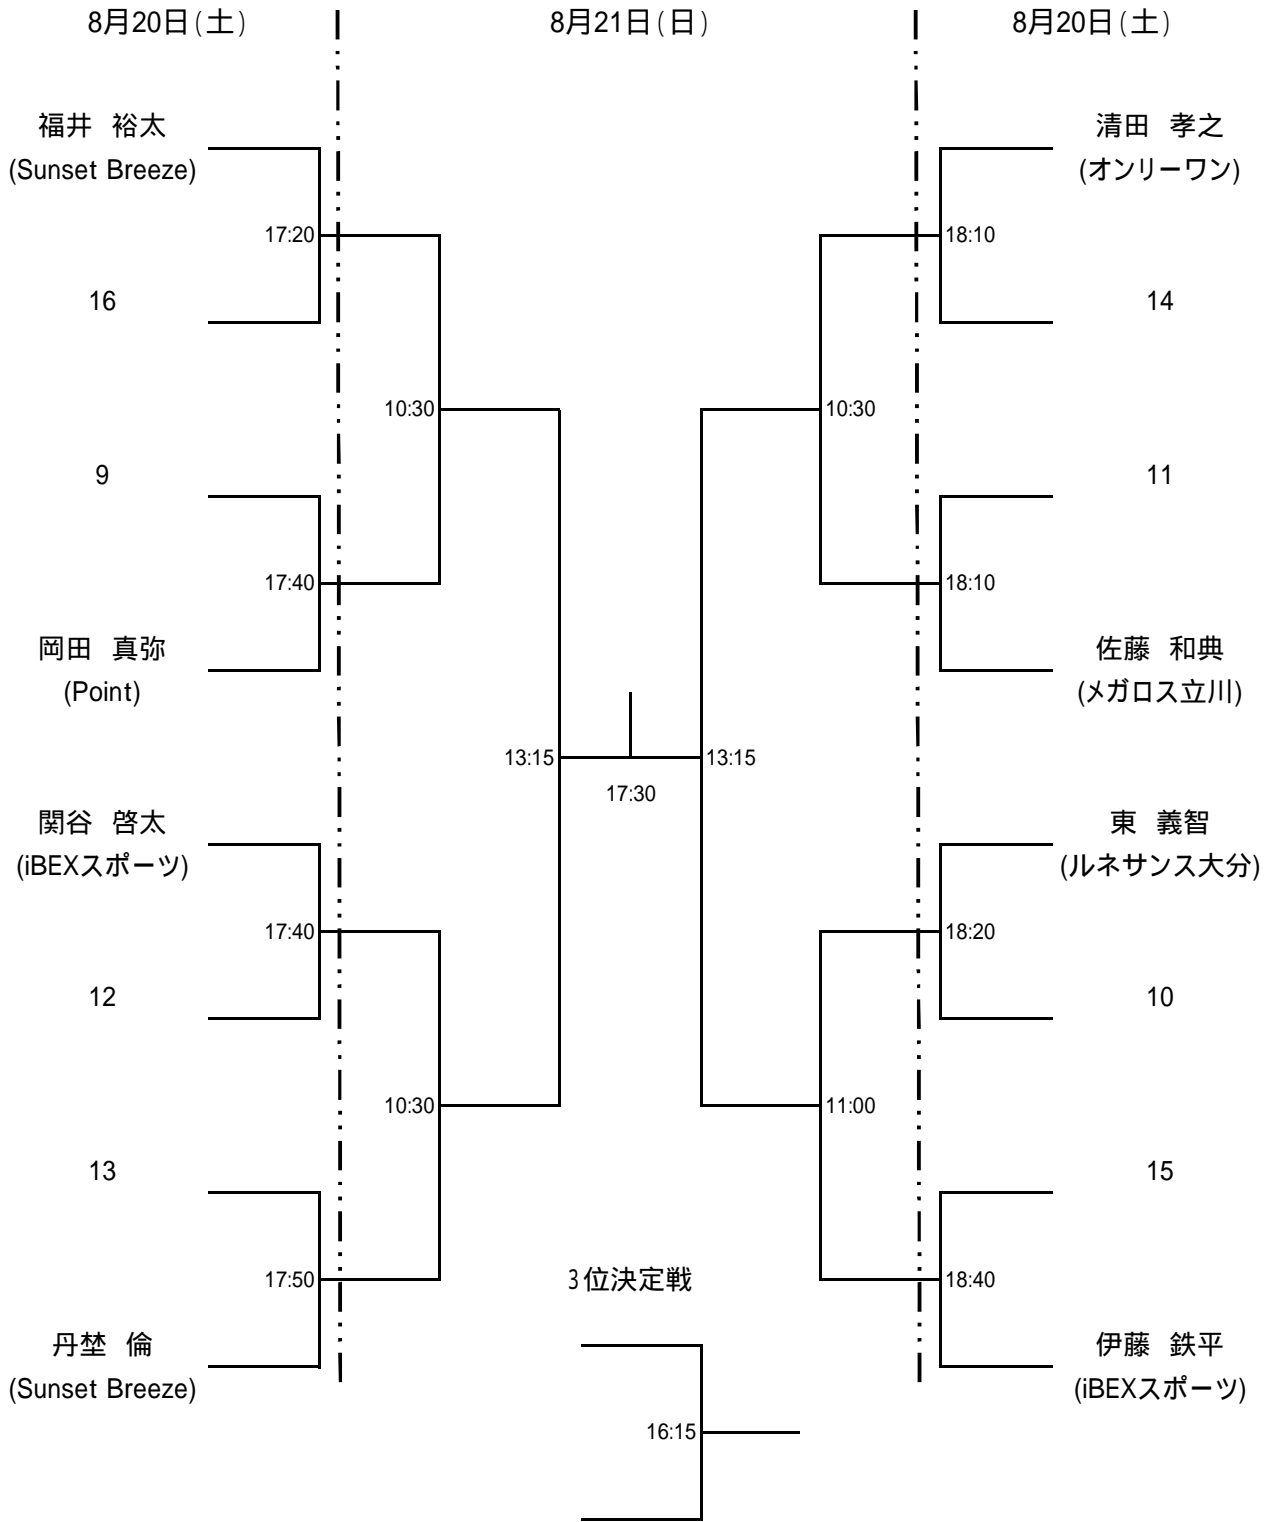 8月20日(土) 8月21日(日) 8月20日(土)
福井 裕太 清田 孝之
(Sunset Breeze) (オンリーワン)
17:20 18:10
16 14
10:30 10:30
9 11
17:40 18:10
岡田 真弥 佐藤 和典
(Point) (メガロス立川)
13:15 13:15
17:30
関谷 啓太 東 義智
(iBEXスポーツ) (ルネサンス大分)
17:40 18:20
12 10
10:30 11:00
13 15
17:50 3位決定戦 18:40
丹埜 倫 伊藤 鉄平
(Sunset Breeze) (iBEXスポーツ)
16:15